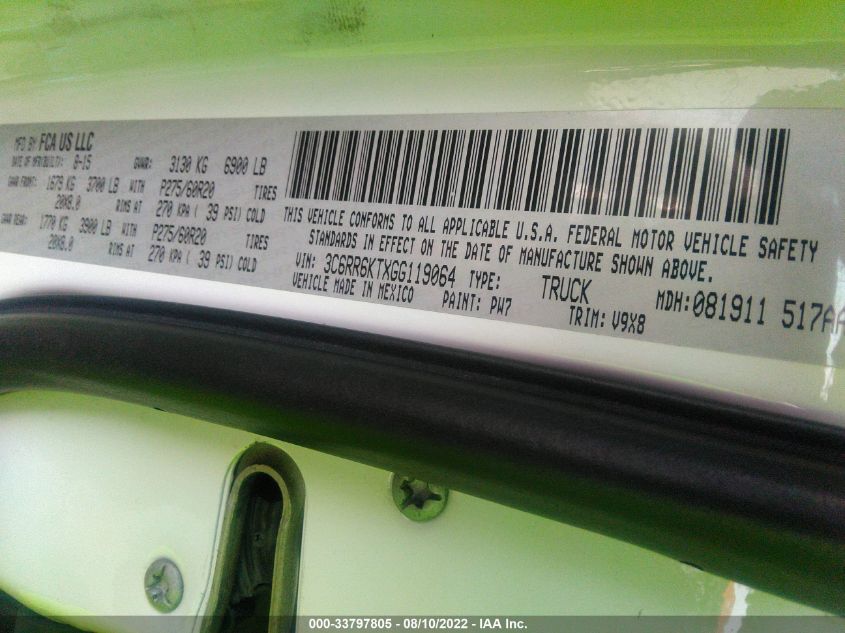 MFD BY: FCA US LLC
DATE OF MFR/BUILT: 8-15 GVWR: 3130 KG 6900 LB
GAWR FRONT: 1679 KG 3700 LB WITH P275/60R20 TIRES
20X8.0 RIMS AT 270 KPA ( 39 PSI) COLD
GAWR REAR: 1770 KG 3900 LB WITH P275/60R20 TIRES
20X8.0 RIMS AT 270 KPA ( 39 PSI) COLD
THIS VEHICLE CONFORMS TO ALL APPLICABLE U.S.A. FEDERAL MOTOR VEHICLE SAFETY
STANDARDS IN EFFECT ON THE DATE OF MANUFACTURE SHOWN ABOVE.
VIN: 3C6RR6KTXGG119064 TYPE: TRUCK MDH: 081911 517AA
VEHICLE MADE IN MEXICO PAINT: PW7 TRIM: V9X8
000-33797805 - 08/10/2022 - IAA Inc.